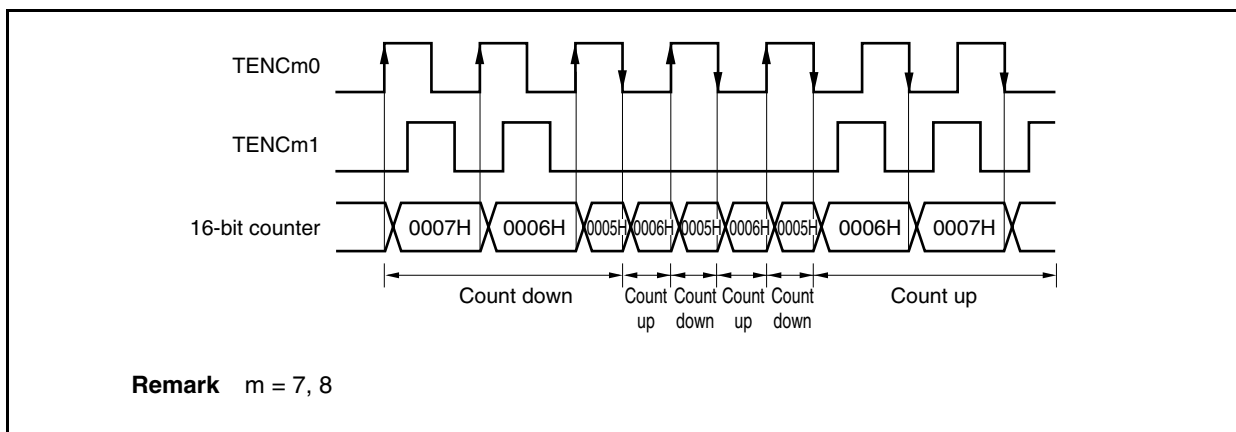 TENCm0
TENCm1
16-bit counter 0007H 0006H 0005H 0006H 0005H 0006H 0005H 0006H 0007H
Count down Count up Count down Count up Count down Count up
Remark m = 7, 8